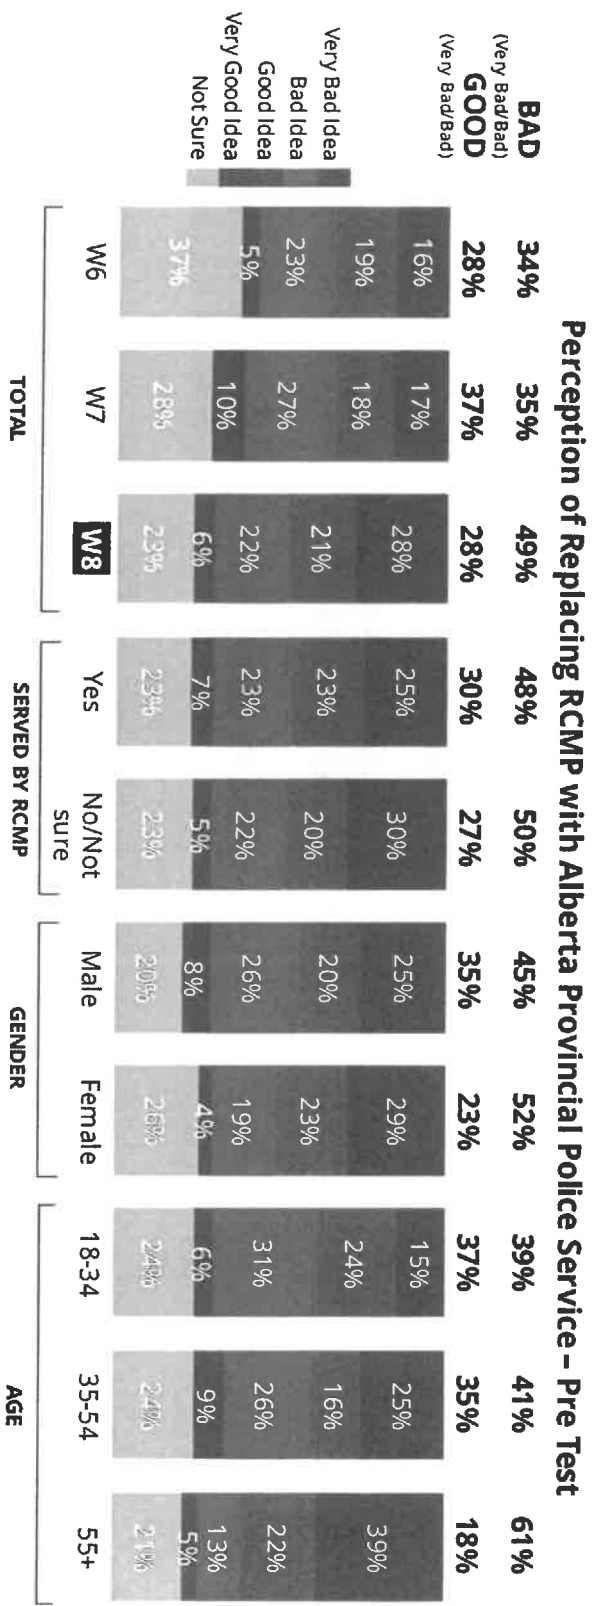 Perception of Replacing RCMP with Alberta Provincial Police Service – Pre Test
BAD 34% 35% 49% 48% 50% 45% 52% 39% 41% 61%
(Very Bad/Bad)
GOOD 28% 37% 28% 30% 27% 35% 23% 37% 35% 18%
(Very Bad/Bad)
Very Bad Idea
Bad Idea
Good Idea
Very Good Idea
Not Sure
16% 17% 28% 25% 30% 25% 29% 15% 25% 39%
19% 18% 21% 23% 20% 20% 23% 24% 16% 22%
23% 27% 22% 23% 22% 26% 19% 31% 26% 13%
5% 10% 6% 7% 5% 8% 4% 6% 9% 5%
37% 28% 23% 23% 23% 20% 26% 24% 24% 21%
W6 W7 W8 Yes No/Not sure Male Female 18-34 35-54 55+
TOTAL SERVED BY RCMP GENDER AGE